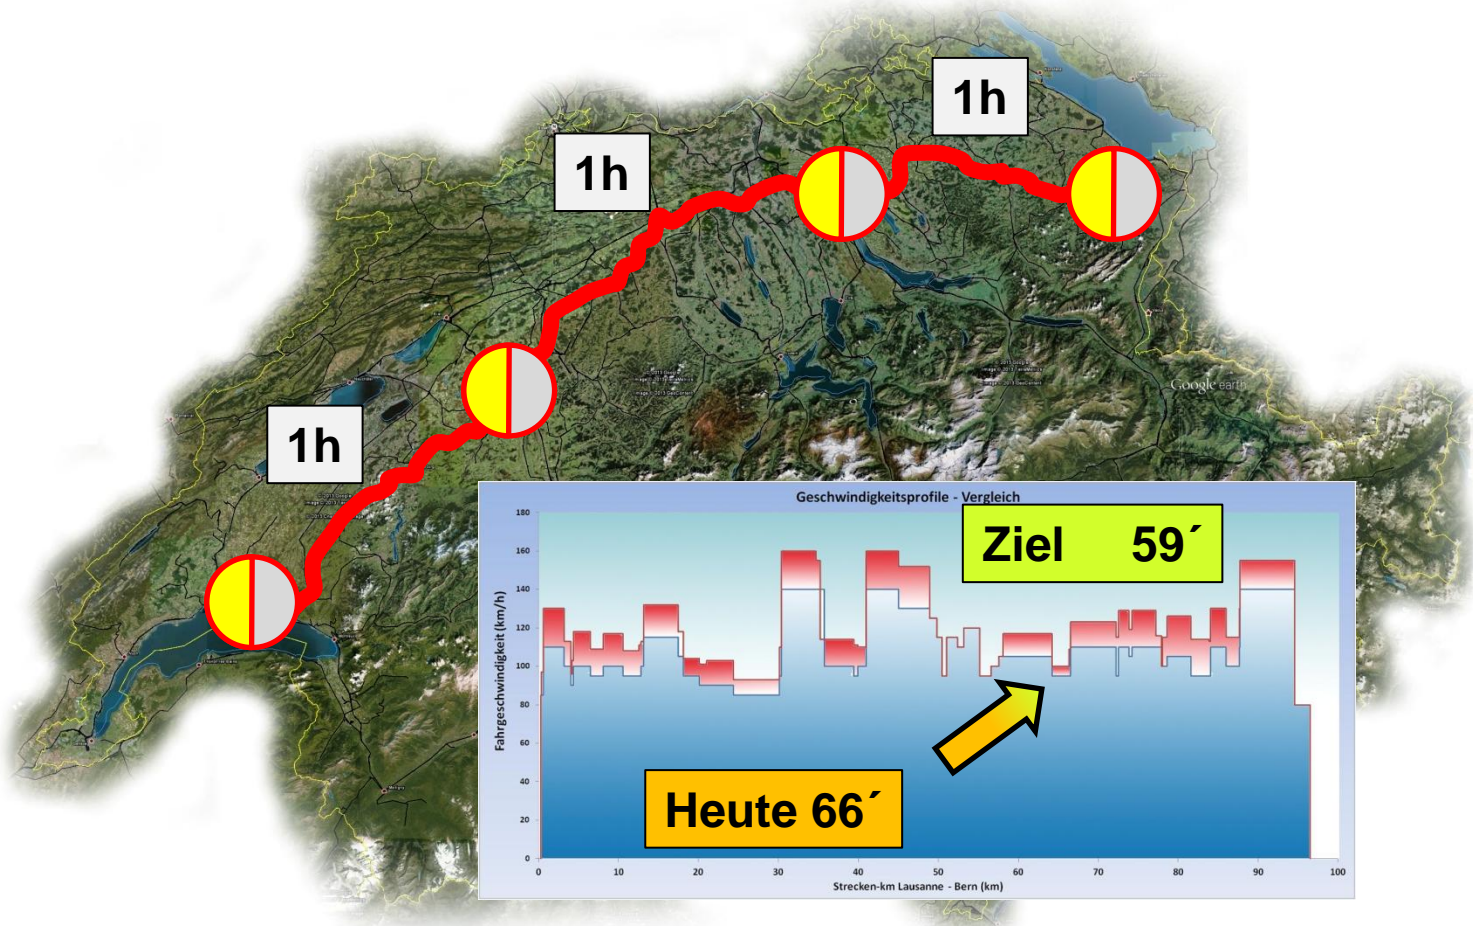 1h
1h
1h
Google earth
Geschwindigkeitsprofile - Vergleich
Ziel 59´
Heute 66´
Fahrgeschwindigkeit (km/h)
180
160
140
120
100
80
60
40
20
0
0 10 20 30 40 50 60 70 80 90 100
Strecken-km Lausanne - Bern (km)